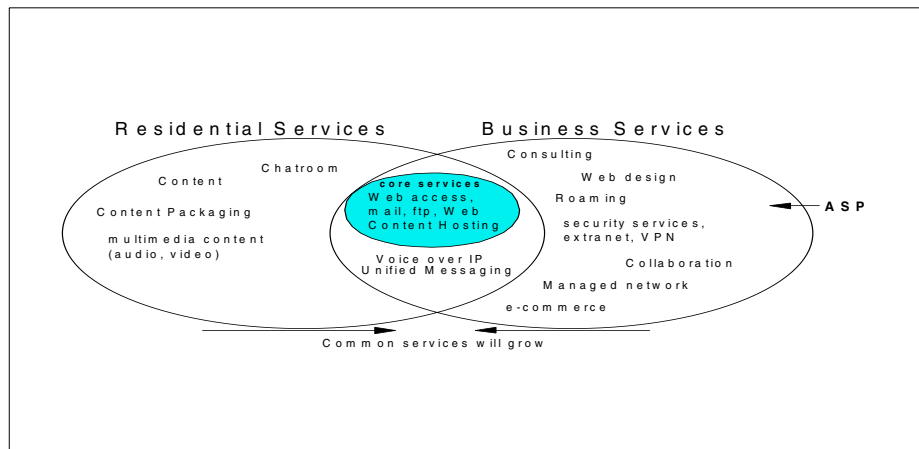 Residential Services
Business Services
Chatroom
Content
Content Packaging
multimedia content
(audio, video)
core services
Web access,
mail, ftp, Web
Content Hosting
Voice over IP
Unified Messaging
Consulting
Web design
Roaming
security services,
extranet, VPN
Collaboration
Managed network
e-commerce
ASP
Common services will grow